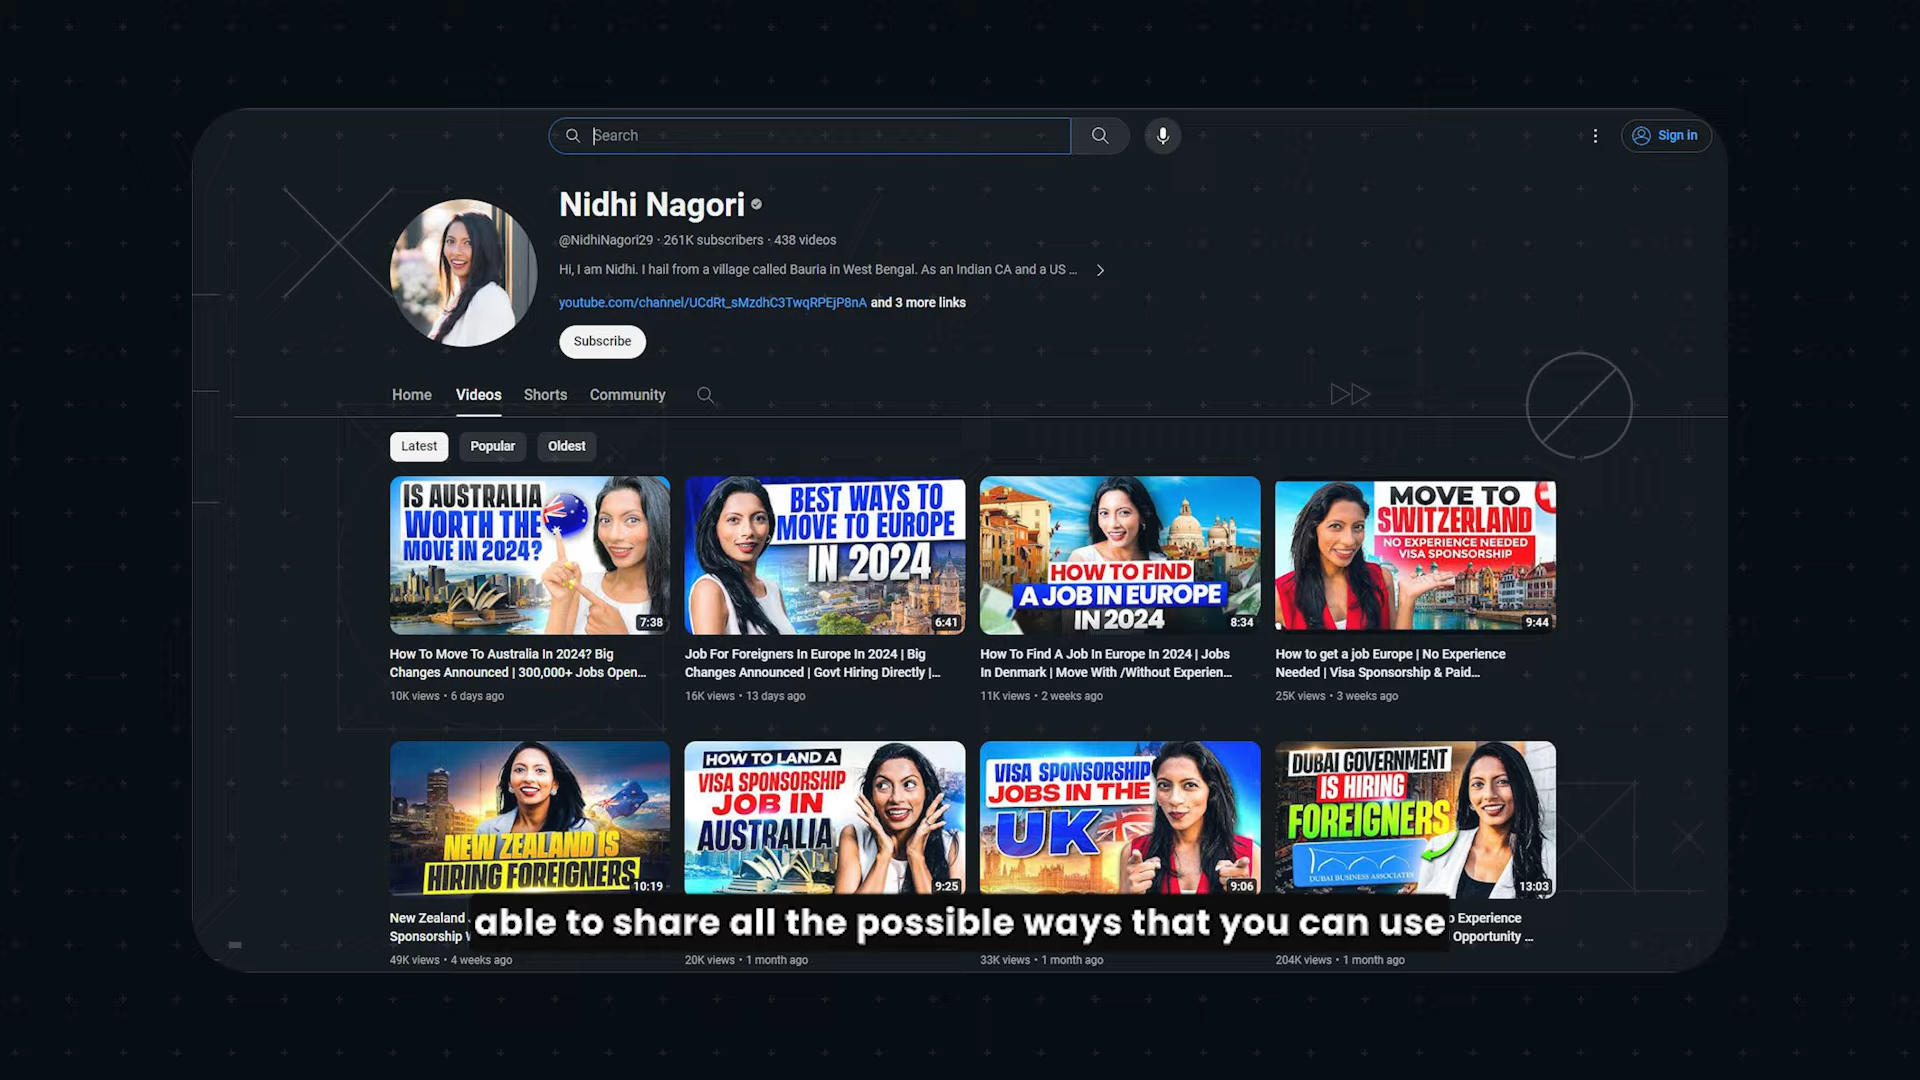 Search
Sign in
Nidhi Nagori
@NidhiNagori29 · 261K subscribers · 438 videos
Hi, I am Nidhi. I hail from a village called Bauria in West Bengal. As an Indian CA and a US ...
youtube.com/channel/UCdRt_sMzdhC3TwqRPEjP8nA and 3 more links
Subscribe
Home Videos Shorts Community
Latest Popular Oldest
IS AUSTRALIA
WORTH THE
MOVE IN 2024?
7:38
BEST WAYS TO
MOVE TO EUROPE
IN 2024
6:41
HOW TO FIND
A JOB IN EUROPE
IN 2024
8:34
MOVE TO
SWITZERLAND
NO EXPERIENCE NEEDED
VISA SPONSORSHIP
9:44
How To Move To Australia In 2024? Big
Changes Announced | 300,000+ Jobs Open...
10K views • 6 days ago
Job For Foreigners In Europe In 2024 | Big
Changes Announced | Govt Hiring Directly |...
16K views • 13 days ago
How To Find A Job In Europe In 2024 | Jobs
In Denmark | Move With /Without Experien...
11K views • 2 weeks ago
How to get a job Europe | No Experience
Needed | Visa Sponsorship & Paid...
25K views • 3 weeks ago
NEW ZEALAND IS
HIRING FOREIGNERS
10:19
HOW TO LAND A
VISA SPONSORSHIP
JOB IN
AUSTRALIA
9:25
VISA SPONSORSHIP
JOBS IN THE
UK
9:06
DUBAI GOVERNMENT
IS HIRING
FOREIGNERS
DUBAI BUSINESS ASSOCIATES
13:03
New Zealand
Sponsorship
49K views • 4 weeks ago
20K views • 1 month ago
33K views • 1 month ago
Experience
Opportunity ...
204K views • 1 month ago
able to share all the possible ways that you can use